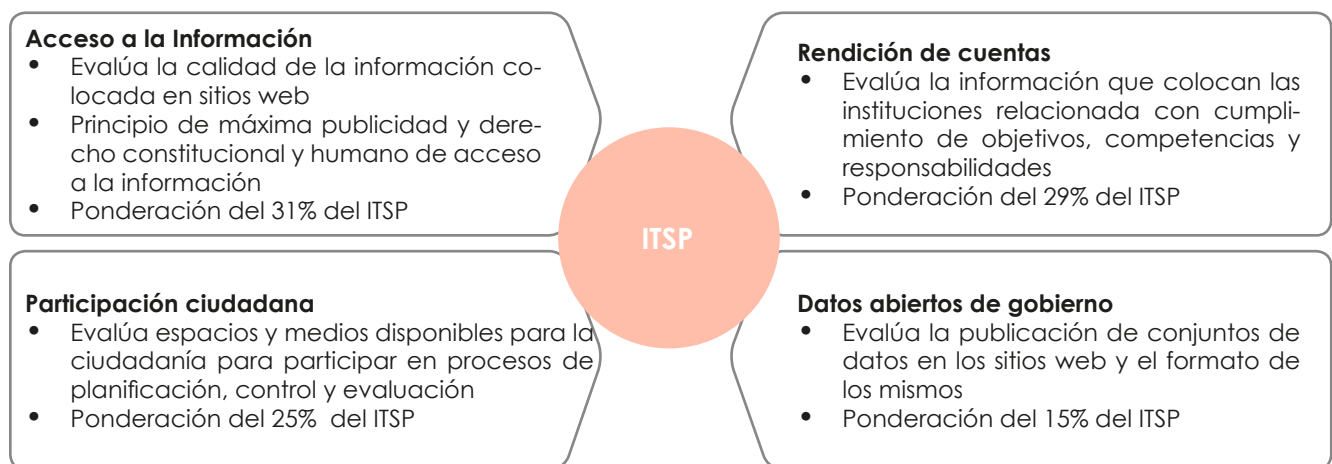 Acceso a la Información
• Evalúa la calidad de la información co-
locada en sitios web
• Principio de máxima publicidad y dere-
cho constitucional y humano de acceso
a la información
• Ponderación del 31% del ITSP
Rendición de cuentas
• Evalúa la información que colocan las
instituciones relacionada con cumpli-
miento de objetivos, competencias y
responsabilidades
• Ponderación del 29% del ITSP
ITSP
Participación ciudadana
• Evalúa espacios y medios disponibles para la
ciudadanía para participar en procesos de
planificación, control y evaluación
• Ponderación del 25% del ITSP
Datos abiertos de gobierno
• Evalúa la publicación de conjuntos de
datos en los sitios web y el formato de
los mismos
• Ponderación del 15% del ITSP